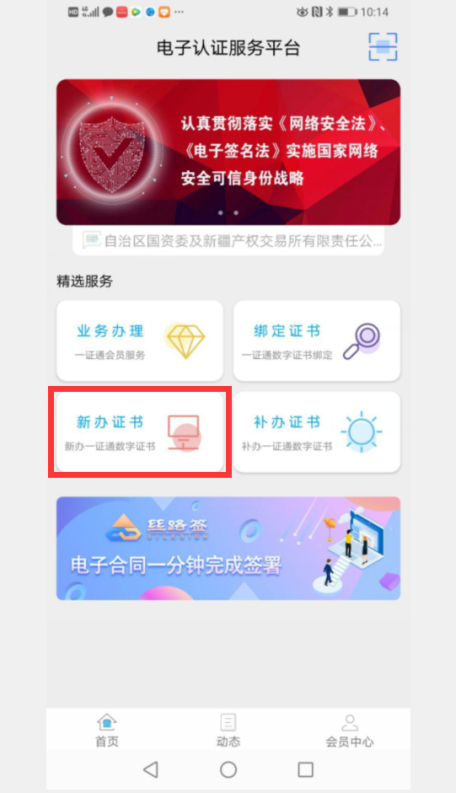 HD 10:14
电子认证服务平台
认真贯彻落实《网络安全法》、
《电子签名法》实施国家网络
安全可信身份战略
自治区国资委及新疆产权交易所有限责任公...
精选服务
业务办理
一证通会员服务
绑定证书
一证通数字证书绑定
新办证书
新办一证通数字证书
补办证书
补办一证通数字证书
丝路签
电子合同一分钟完成签署
首页
动态
会员中心